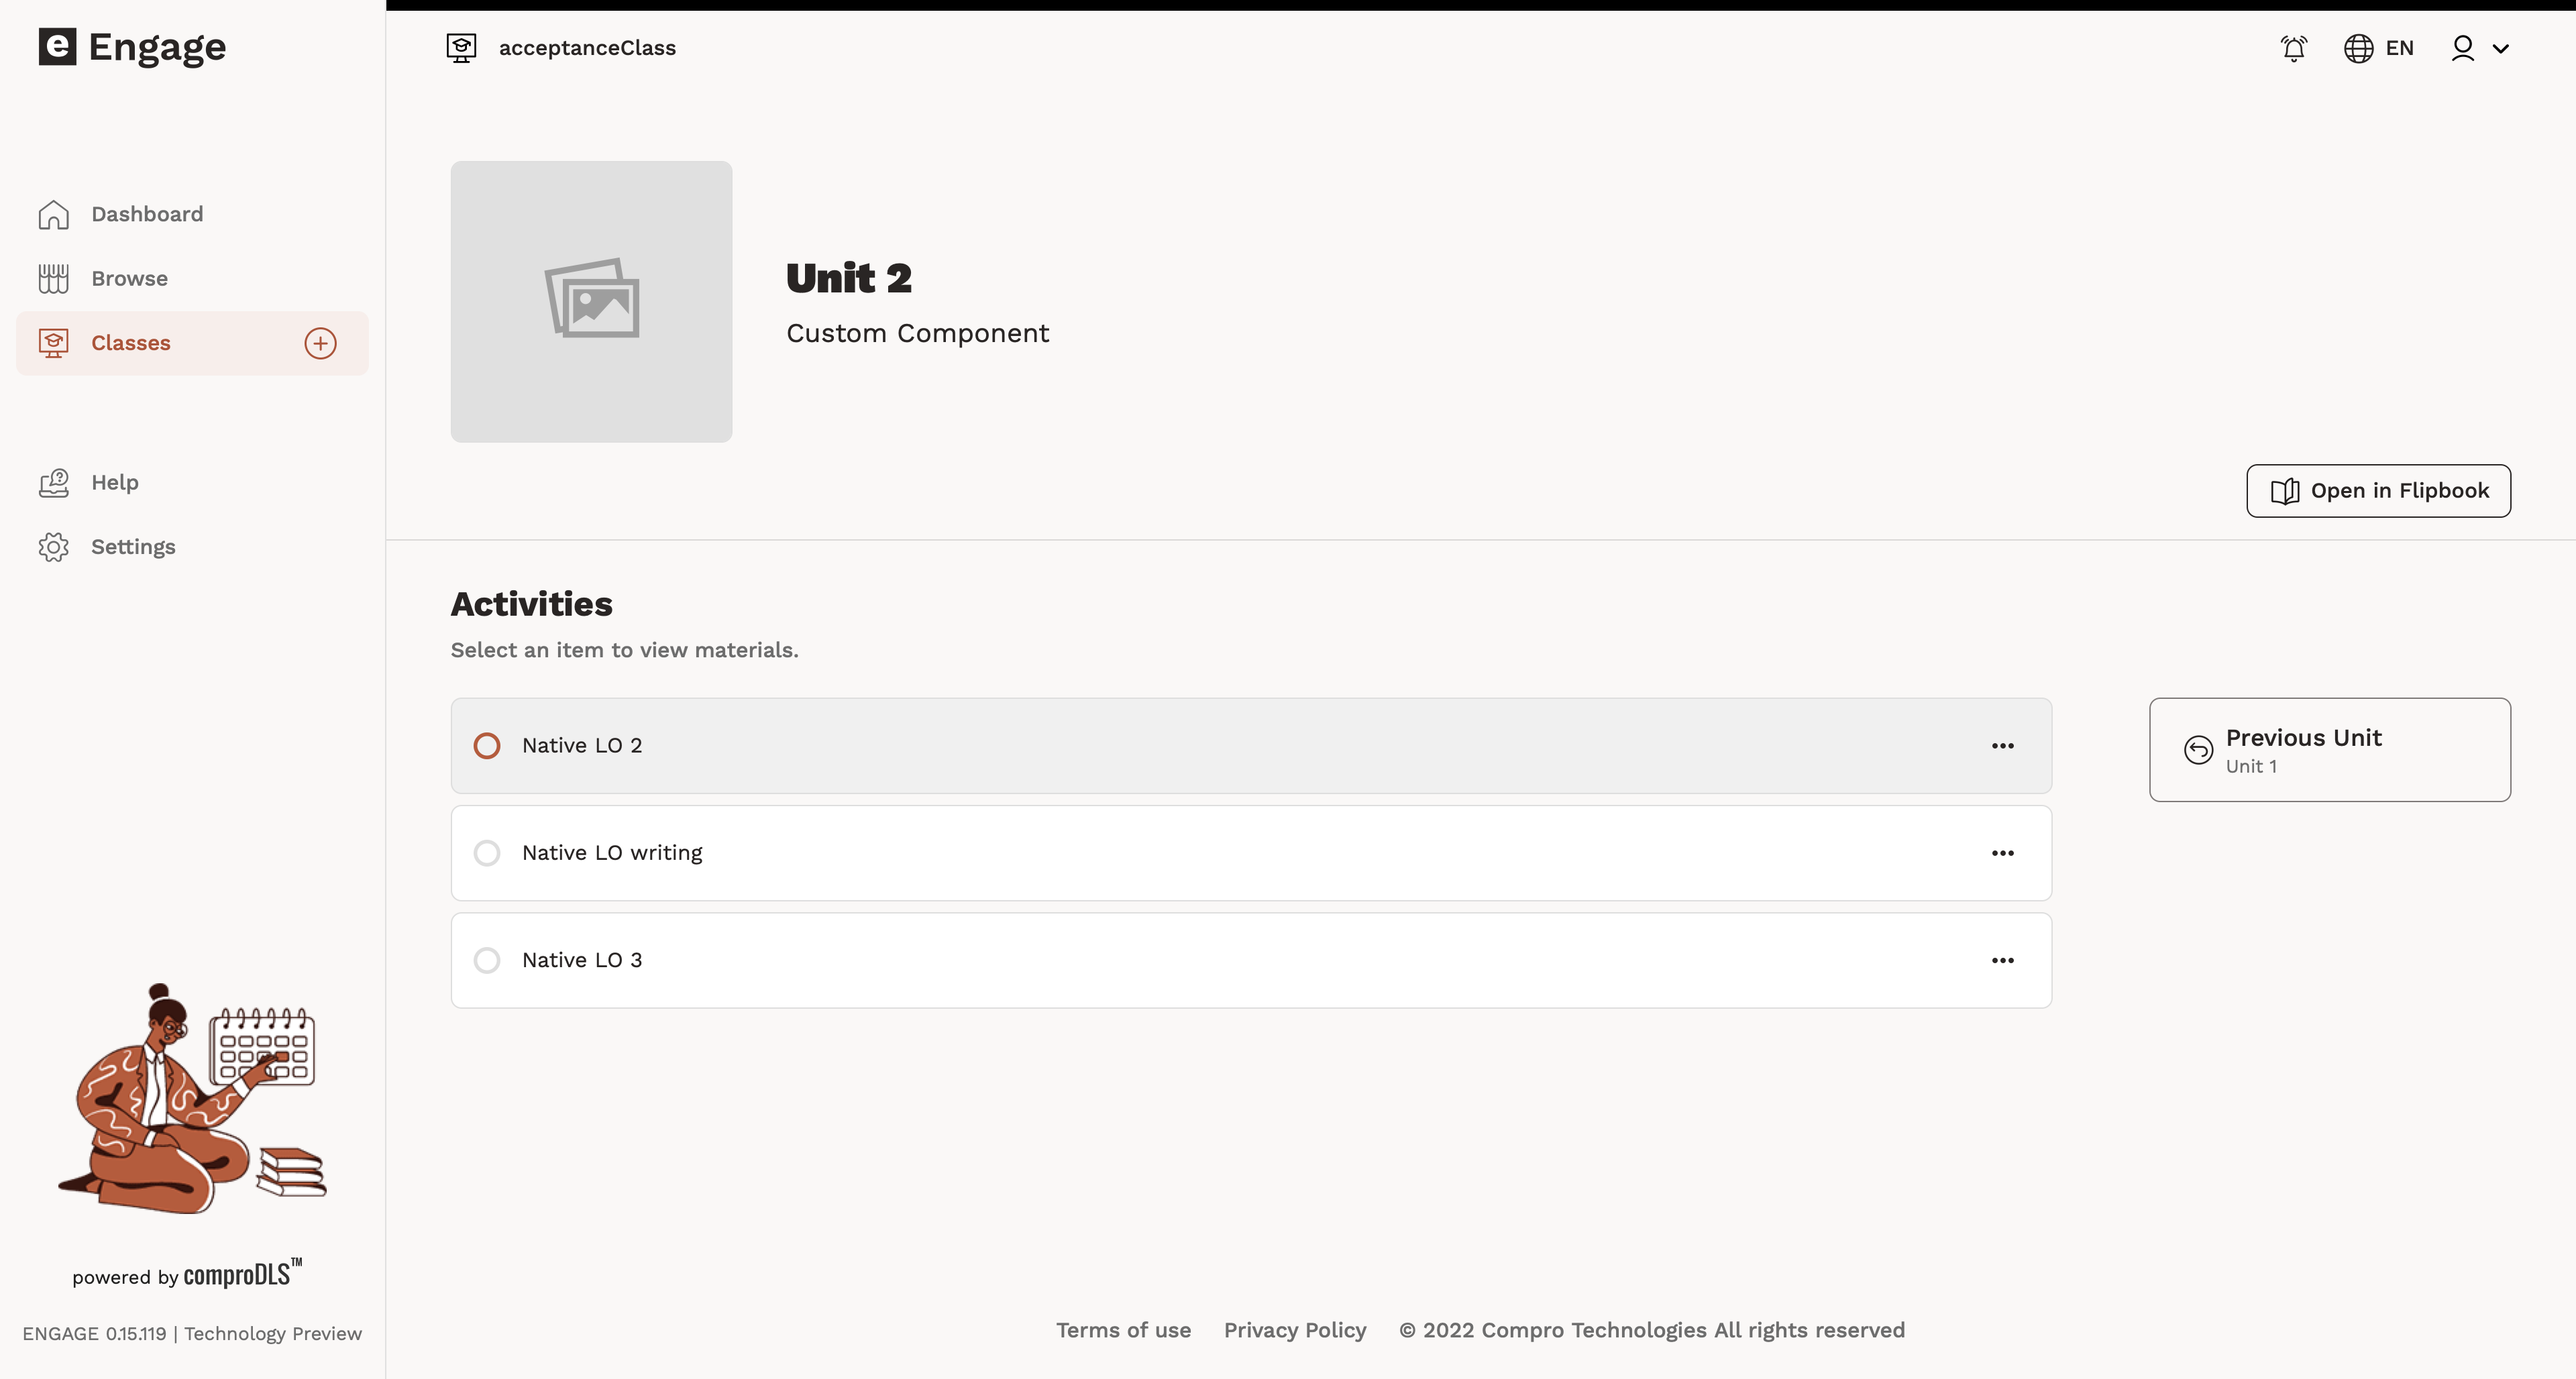 e Engage
acceptanceClass
EN
Dashboard
Browse
Classes
Help
Settings
Unit 2
Custom Component
Open in Flipbook
Activities
Select an item to view materials.
Native LO 2
Native LO writing
Native LO 3
Previous Unit
Unit 1
powered by comproDLS™
ENGAGE 0.15.119 | Technology Preview
Terms of use Privacy Policy © 2022 Compro Technologies All rights reserved